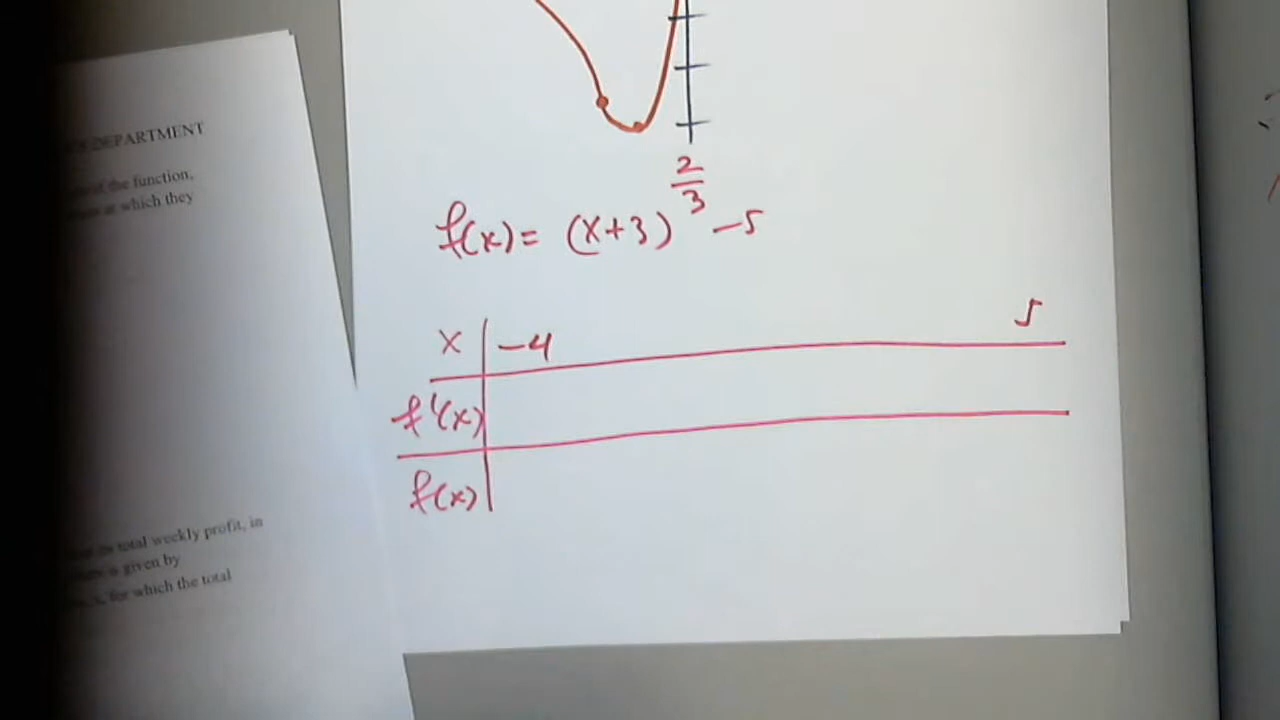 DEPARTMENT
the function,
at which they
f(x) = (x+3)^(2/3) -5
x -4 5
f'(x)
f(x)
total weekly profit, in
is given by
for which the total